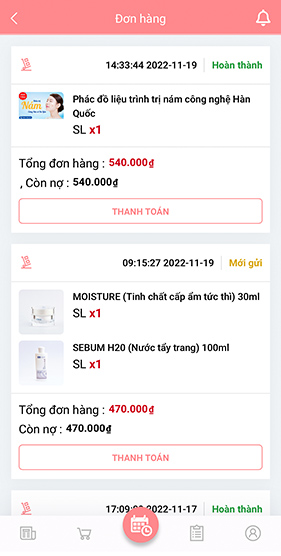 Đơn hàng
14:33:44 2022-11-19 Hoàn thành
Nám
Phác đồ liệu trình trị nám công nghệ Hàn
Quốc
SL x1
Tổng đơn hàng : 540.000₫
, Còn nợ : 540.000₫
THANH TOÁN
09:15:27 2022-11-19 Mới gửi
MOISTURE (Tinh chất cấp ẩm tức thì) 30ml
SL x1
SEBUM H20 (Nước tẩy trang) 100ml
SL x1
Tổng đơn hàng : 470.000₫
Còn nợ : 470.000₫
THANH TOÁN
2022-11-17 Hoàn thành